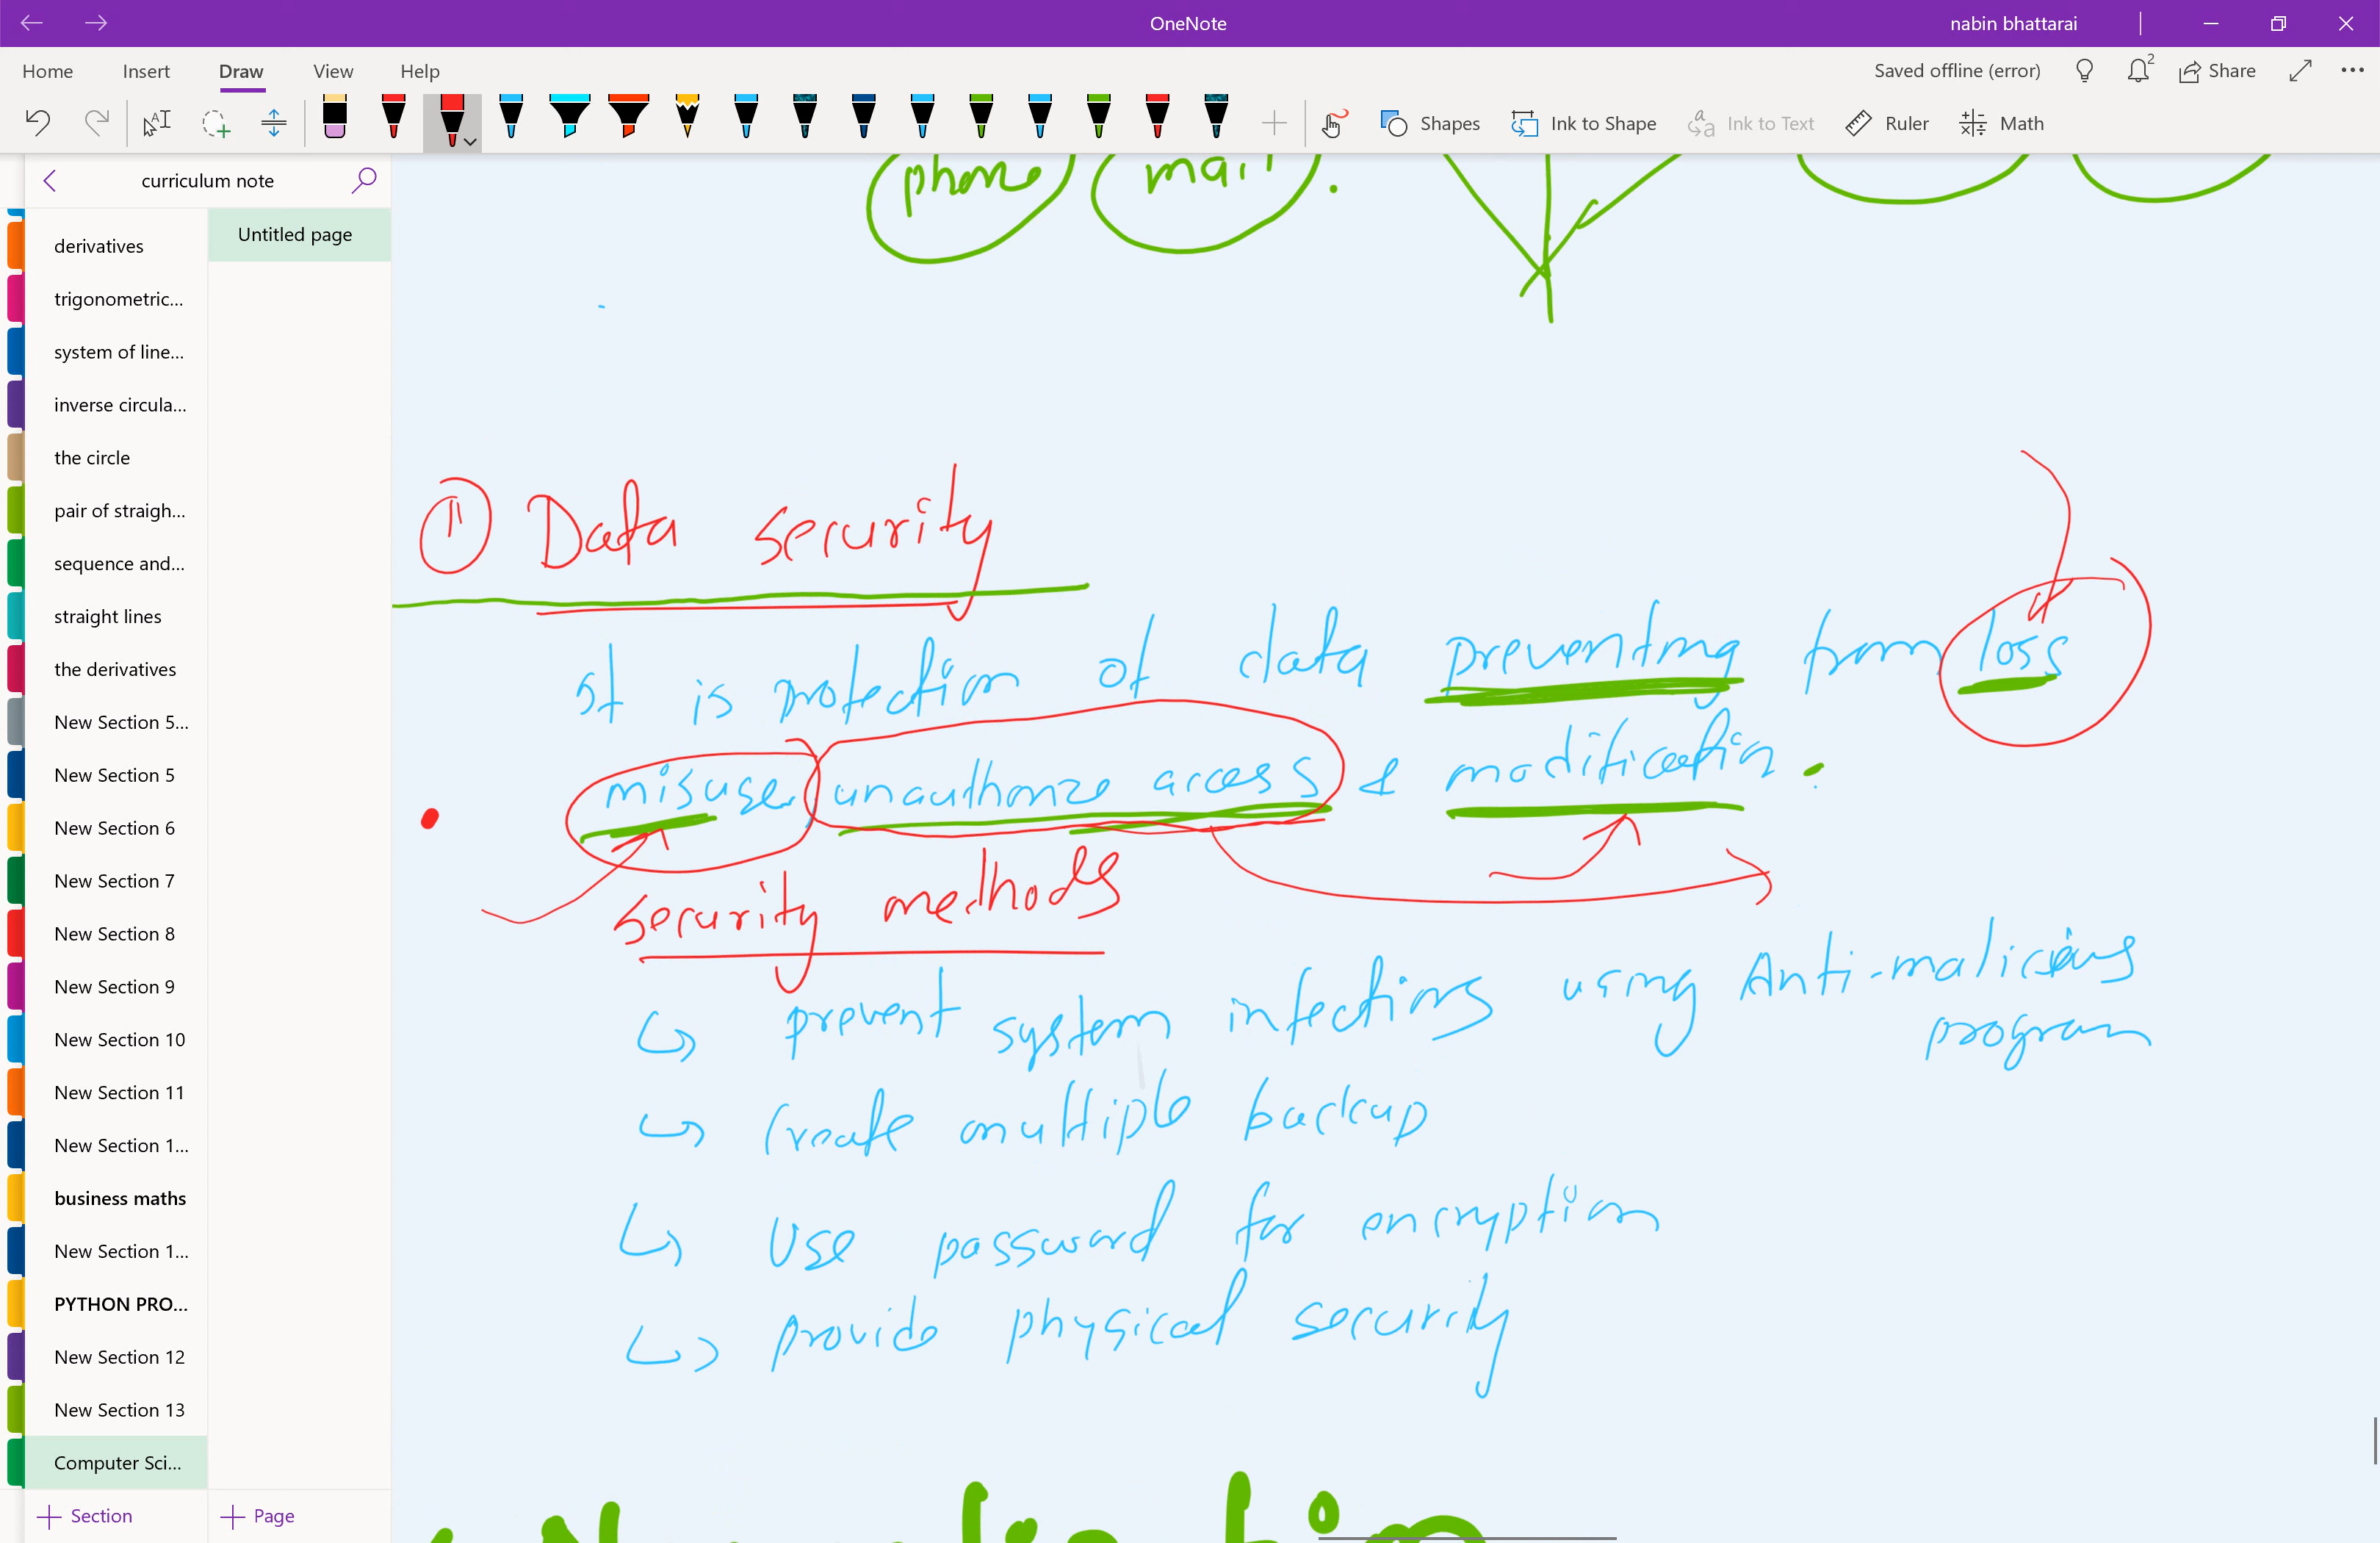 OneNote
nabin bhattarai
Home Insert Draw View Help
Saved offline (error)
2
Share
Shapes
Ink to Shape
Ink to Text
Ruler
Math
curriculum note
Untitled page
derivatives
trigonometric...
system of line...
inverse circula...
the circle
pair of straigh...
sequence and...
straight lines
the derivatives
New Section 5...
New Section 5
New Section 6
New Section 7
New Section 8
New Section 9
New Section 10
New Section 11
New Section 1...
business maths
New Section 1...
PYTHON PRO...
New Section 12
New Section 13
Computer Sci...
Section
Page
phone mail .
Data security
It is protection of data preventing from loss
misuse, unauthorize access & modification.
security methods
prevent system infections using Anti-malicious
program
Create multiple backup
Use password for encryption
provide physical security